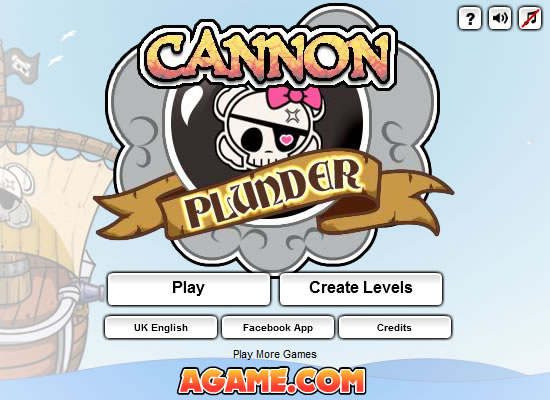 ?
CANNON
PLUNDER
Play
Create Levels
UK English
Facebook App
Credits
Play More Games
AGAME.COM